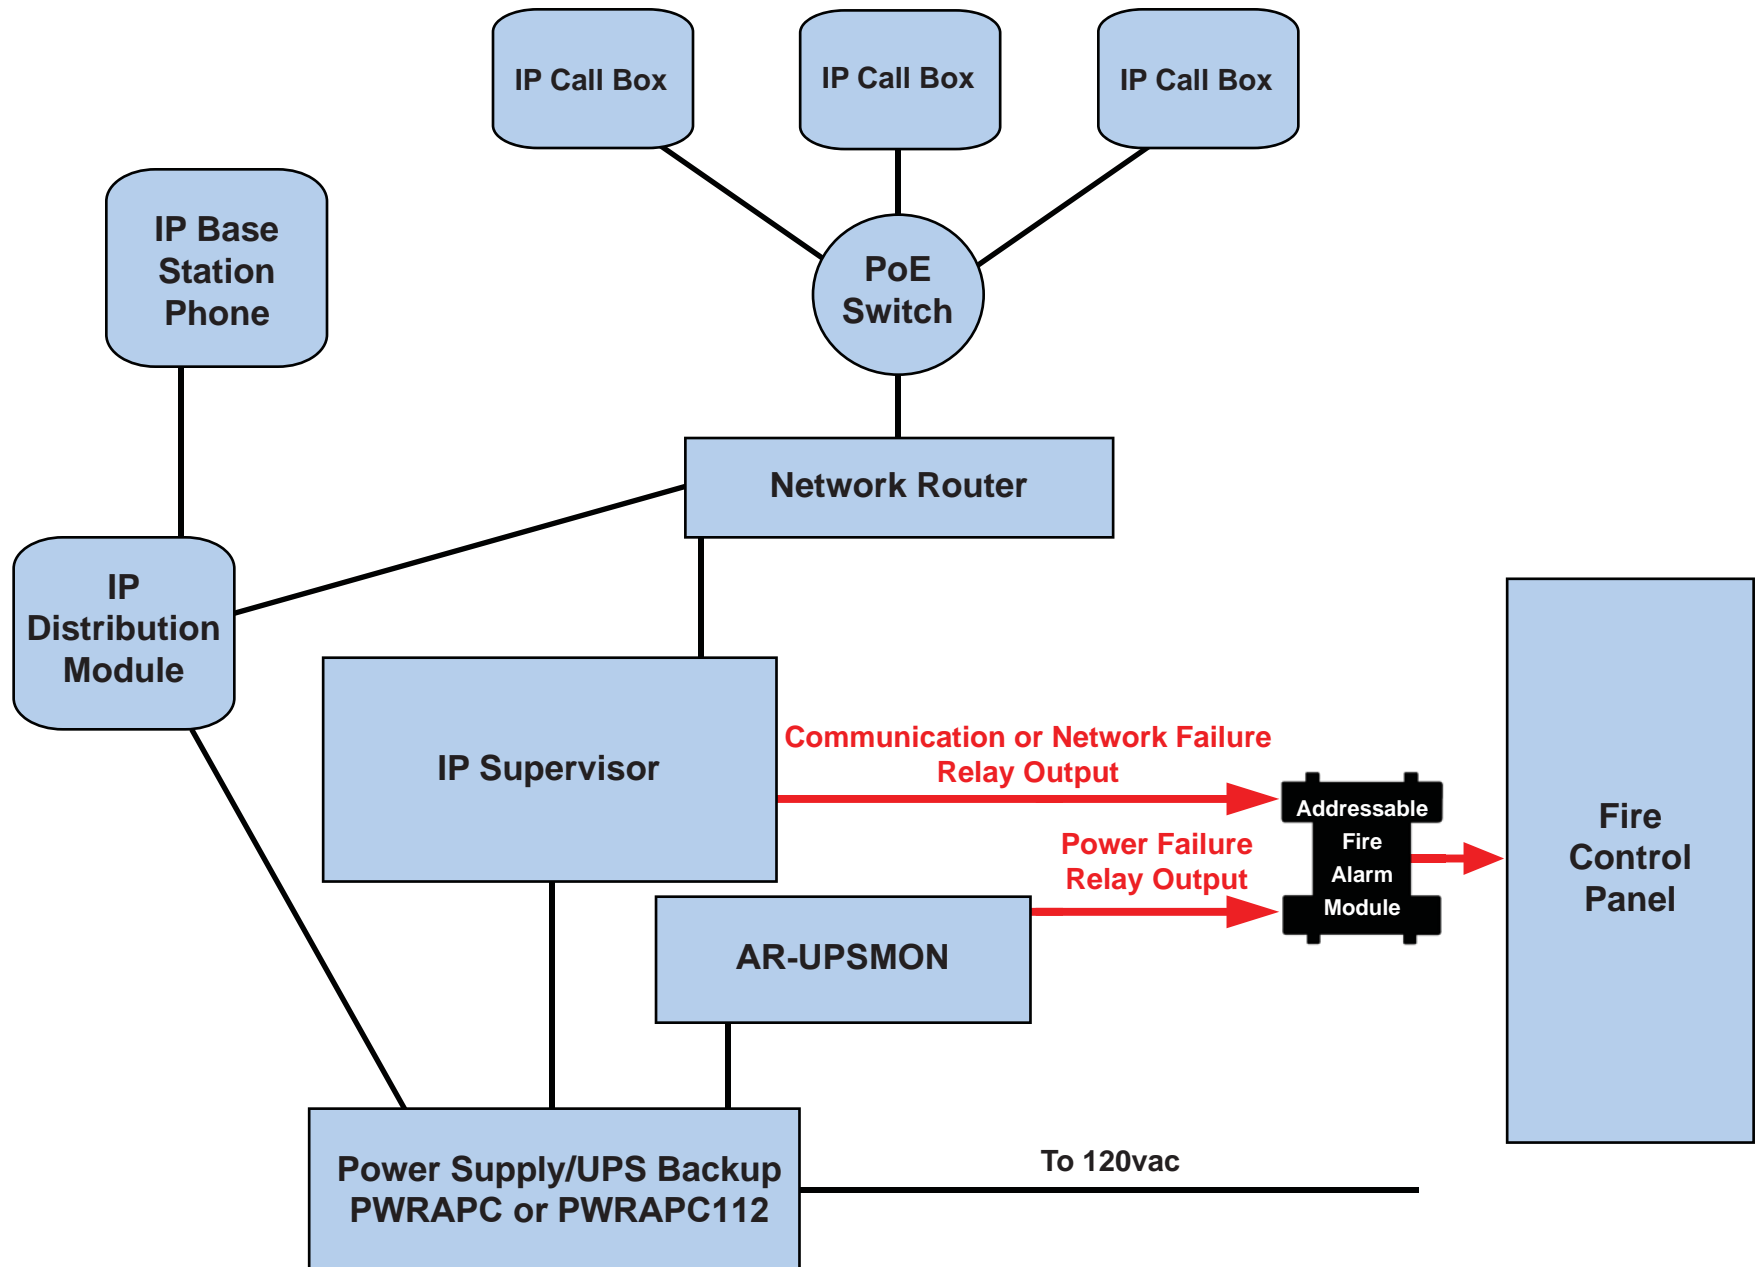 IP Call Box
IP Call Box
IP Call Box
IP Base
Station
Phone
PoE
Switch
Network Router
IP
Distribution
Module
IP Supervisor
Communication or Network Failure
Relay Output
Power Failure
Relay Output
Addressable
Fire
Alarm
Module
Fire
Control
Panel
AR-UPSMON
Power Supply/UPS Backup
PWRAPC or PWRAPC112
To 120vac